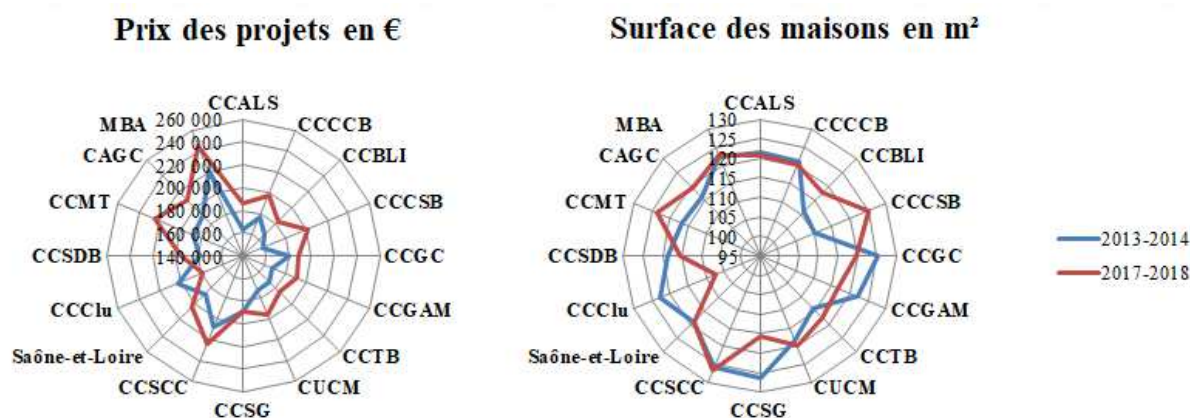 Prix des projets en €
CCALS
CCCCB
CCBLI
CCCSB
CCGC
CCGAM
CCTB
CUCM
CCSG
CCSCC
Saône-et-Loire
CCClu
CCSDB
CCMT
CAGC
MBA
260 000
240 000
220 000
200 000
180 000
160 000
140 000
Surface des maisons en m²
CCALS
CCCCB
CCBLI
CCCSB
CCGC
CCGAM
CCTB
CUCM
CCSG
CCSCC
Saône-et-Loire
CCClu
CCSDB
CCMT
CAGC
MBA
130
125
120
115
110
105
100
95
2013-2014
2017-2018